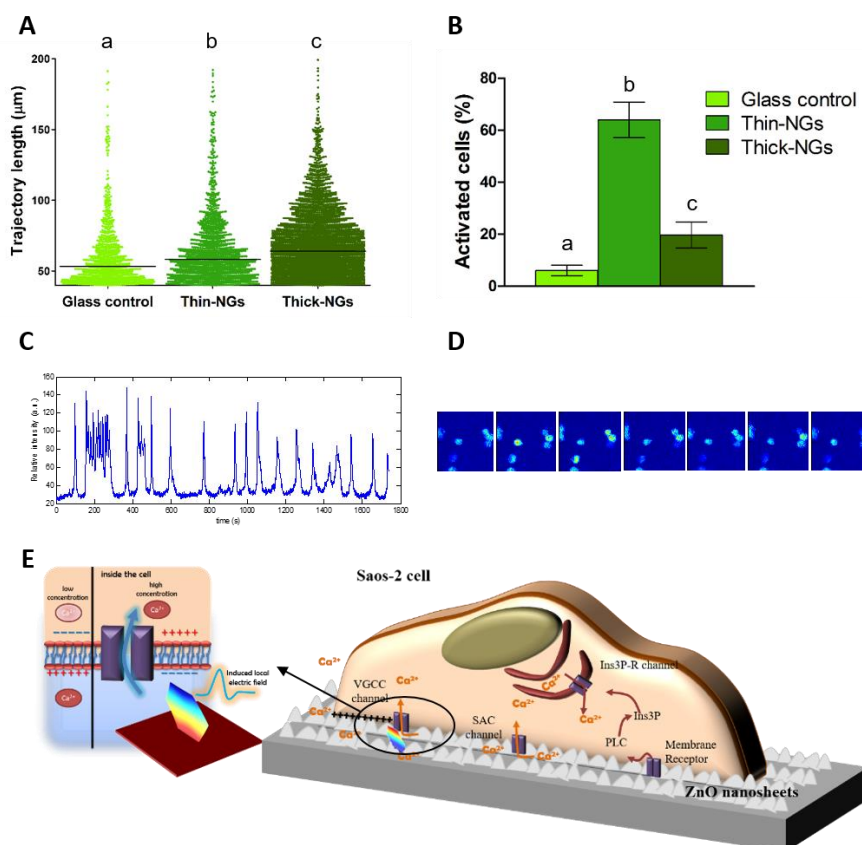 A
a
b
c
200
150
100
50
Trajectory length (μm)
Glass control
Thin-NGs
Thick-NGs
B
80
60
40
20
0
Activated cells (%)
a
b
c
Glass control
Thin-NGs
Thick-NGs
C
160
140
120
100
80
60
40
20
Relative intensity (a.u.)
0
200
400
600
800
1000
1200
1400
1600
1800
time (s)
D
E
inside the cell
low
concentration
high
concentration
Ca²⁺
Ca²⁺
Ca²⁺
Induced local
electric field
Saos-2 cell
Ca²⁺
Ca²⁺
Ca²⁺
VGCC
channel
Ca²⁺
SAC
channel
Ca²⁺
Ca²⁺
Ca²⁺
Ca²⁺
Ca²⁺
Ca²⁺
Ins3P-R channel
Ins3P
PLC
Membrane
Receptor
ZnO nanosheets